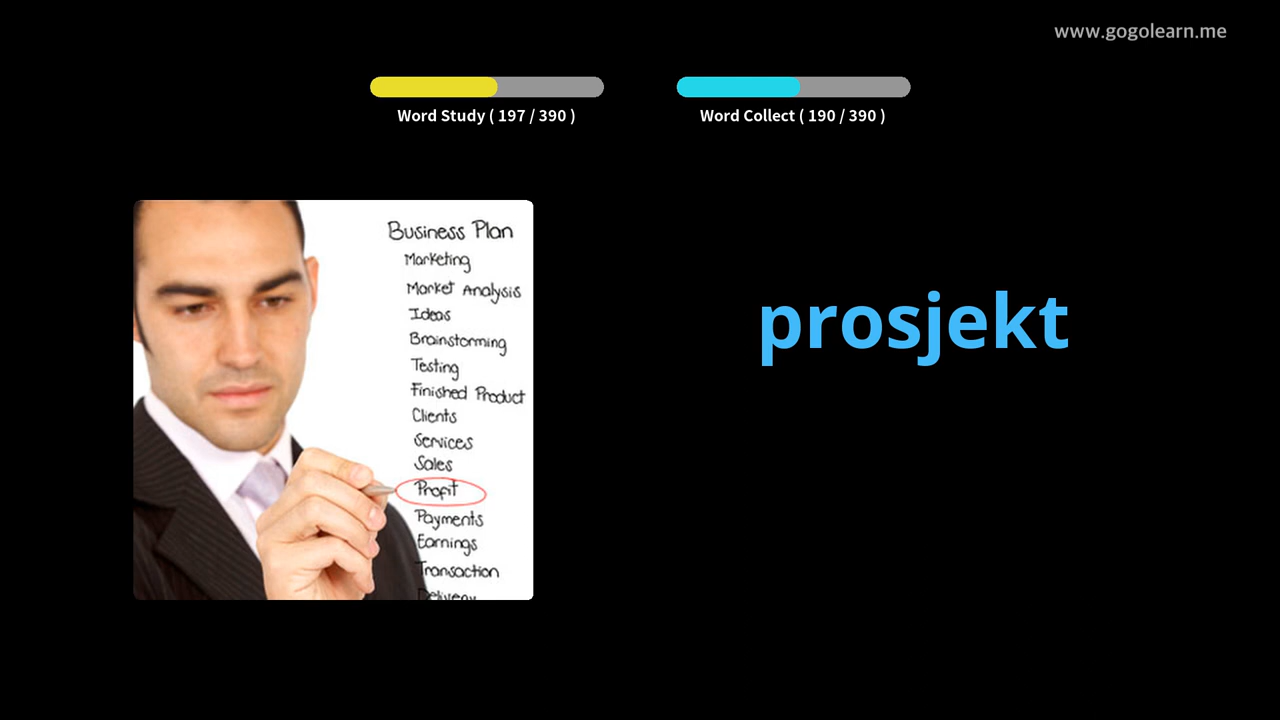 www.gogolearn.me
Word Study ( 197 / 390 )
Word Collect ( 190 / 390 )
Business Plan
Marketing
Market Analysis
Ideas
Brainstorming
Testing
Finished Product
Clients
Services
Sales
Profit
Payments
Earnings
Transaction
Delivery
prosjekt